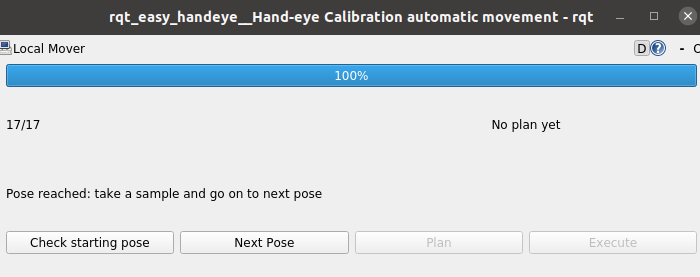 rqt_easy_handeye__Hand-eye Calibration automatic movement - rqt
Local Mover D ? - O
100%
17/17 No plan yet
Pose reached: take a sample and go on to next pose
Check starting pose Next Pose Plan Execute